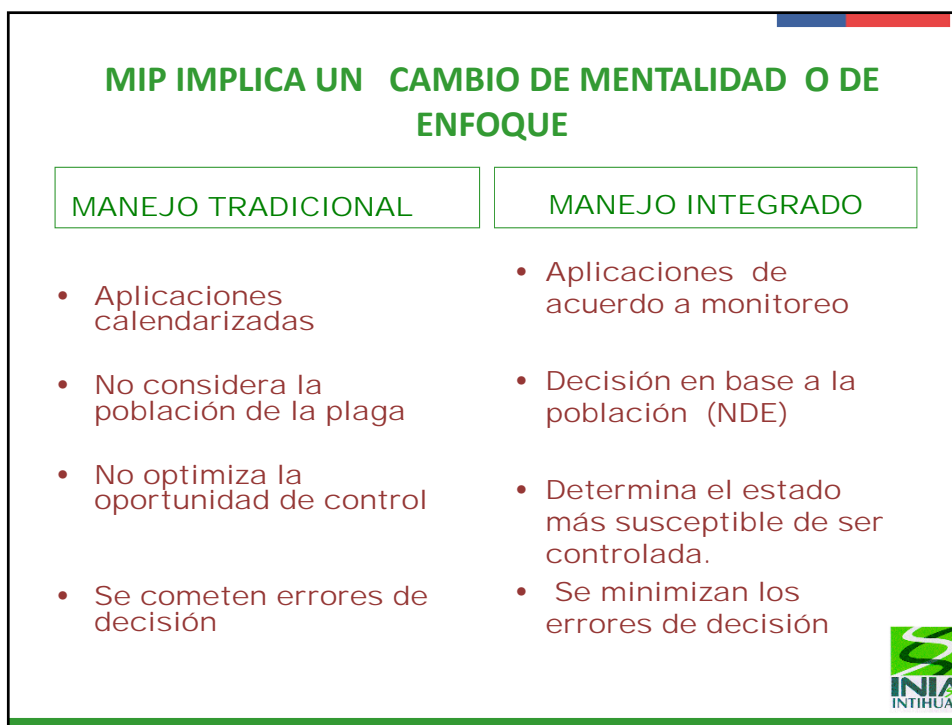 MIP IMPLICA UN CAMBIO DE MENTALIDAD O DE
ENFOQUE
MANEJO TRADICIONAL
• Aplicaciones
calendarizadas
• No considera la
población de la plaga
• No optimiza la
oportunidad de control
• Se cometen errores de
decisión
MANEJO INTEGRADO
• Aplicaciones de
acuerdo a monitoreo
• Decisión en base a la
población (NDE)
• Determina el estado
más susceptible de ser
controlada.
• Se minimizan los
errores de decisión
INIA
INTIHUA